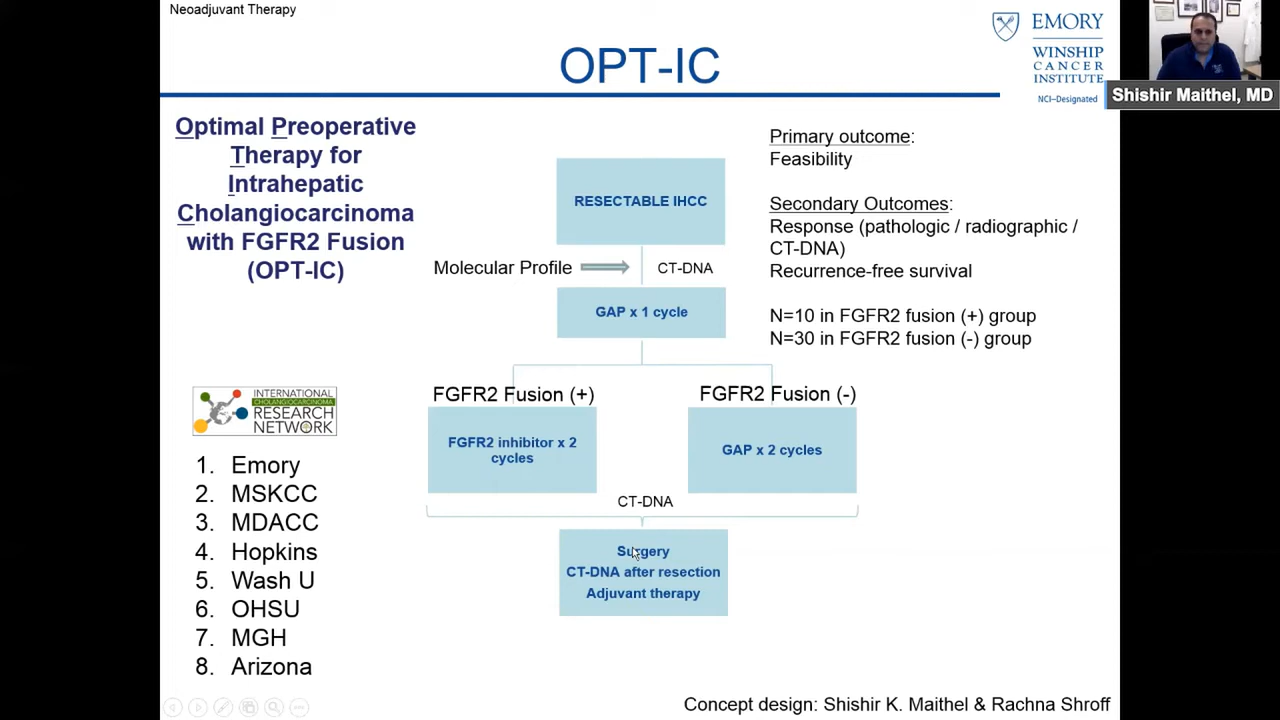 Neoadjuvant Therapy
OPT-IC
EMORY
WINSHIP
CANCER
INSTITUTE
NCI–Designated
Shishir Maithel, MD
Optimal Preoperative
Therapy for
Intrahepatic
Cholangiocarcinoma
with FGFR2 Fusion
(OPT-IC)
RESECTABLE IHCC
Molecular Profile
CT-DNA
GAP x 1 cycle
FGFR2 Fusion (+)
FGFR2 Fusion (-)
FGFR2 inhibitor x 2
cycles
GAP x 2 cycles
CT-DNA
Surgery
CT-DNA after resection
Adjuvant therapy
Primary outcome:
Feasibility
Secondary Outcomes:
Response (pathologic / radiographic /
CT-DNA)
Recurrence-free survival
N=10 in FGFR2 fusion (+) group
N=30 in FGFR2 fusion (-) group
INTERNATIONAL
CHOLANGIOCARCINOMA
RESEARCH
NETWORK
1. Emory
2. MSKCC
3. MDACC
4. Hopkins
5. Wash U
6. OHSU
7. MGH
8. Arizona
Concept design: Shishir K. Maithel & Rachna Shroff